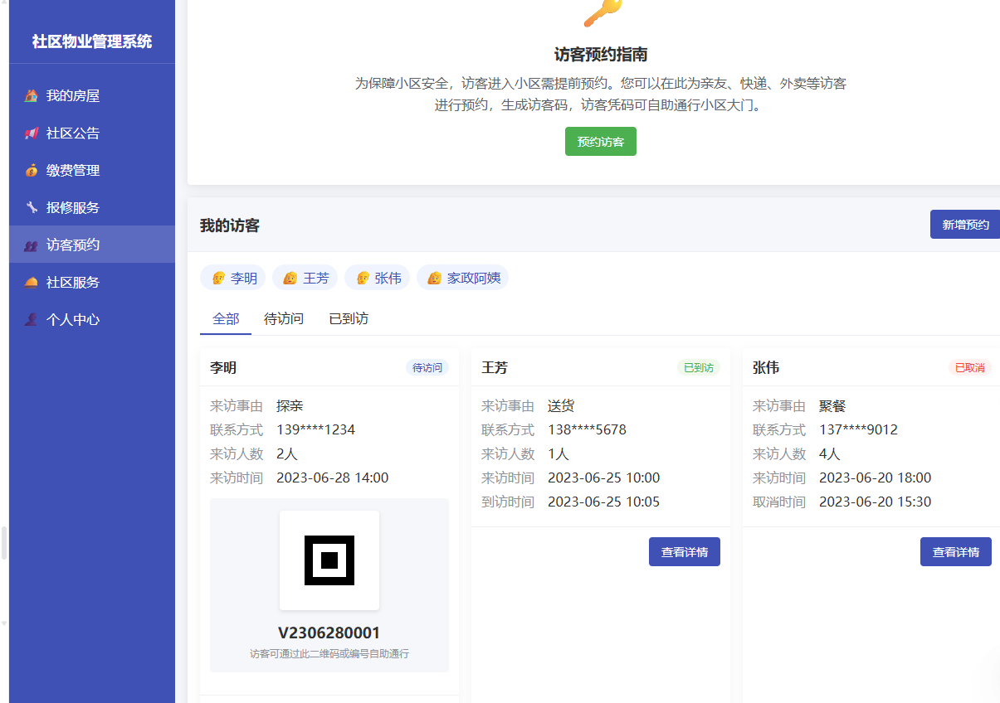 社区物业管理系统
我的房屋
社区公告
缴费管理
报修服务
访客预约
社区服务
个人中心
访客预约指南
为保障小区安全，访客进入小区需提前预约。您可以在此为亲友、快递、外卖等访客
进行预约，生成访客码，访客凭码可自助通行小区大门。
预约访客
我的访客
新增预约
李明 王芳 张伟 家政阿姨
全部 待访问 已到访
李明 待访问
来访事由 探亲
联系方式 139****1234
来访人数 2人
来访时间 2023-06-28 14:00
V2306280001
访客可通过此二维码或编号自助通行
王芳 已到访
来访事由 送货
联系方式 138****5678
来访人数 1人
来访时间 2023-06-25 10:00
到访时间 2023-06-25 10:05
查看详情
张伟 已取消
来访事由 聚餐
联系方式 137****9012
来访人数 4人
来访时间 2023-06-20 18:00
取消时间 2023-06-20 15:30
查看详情